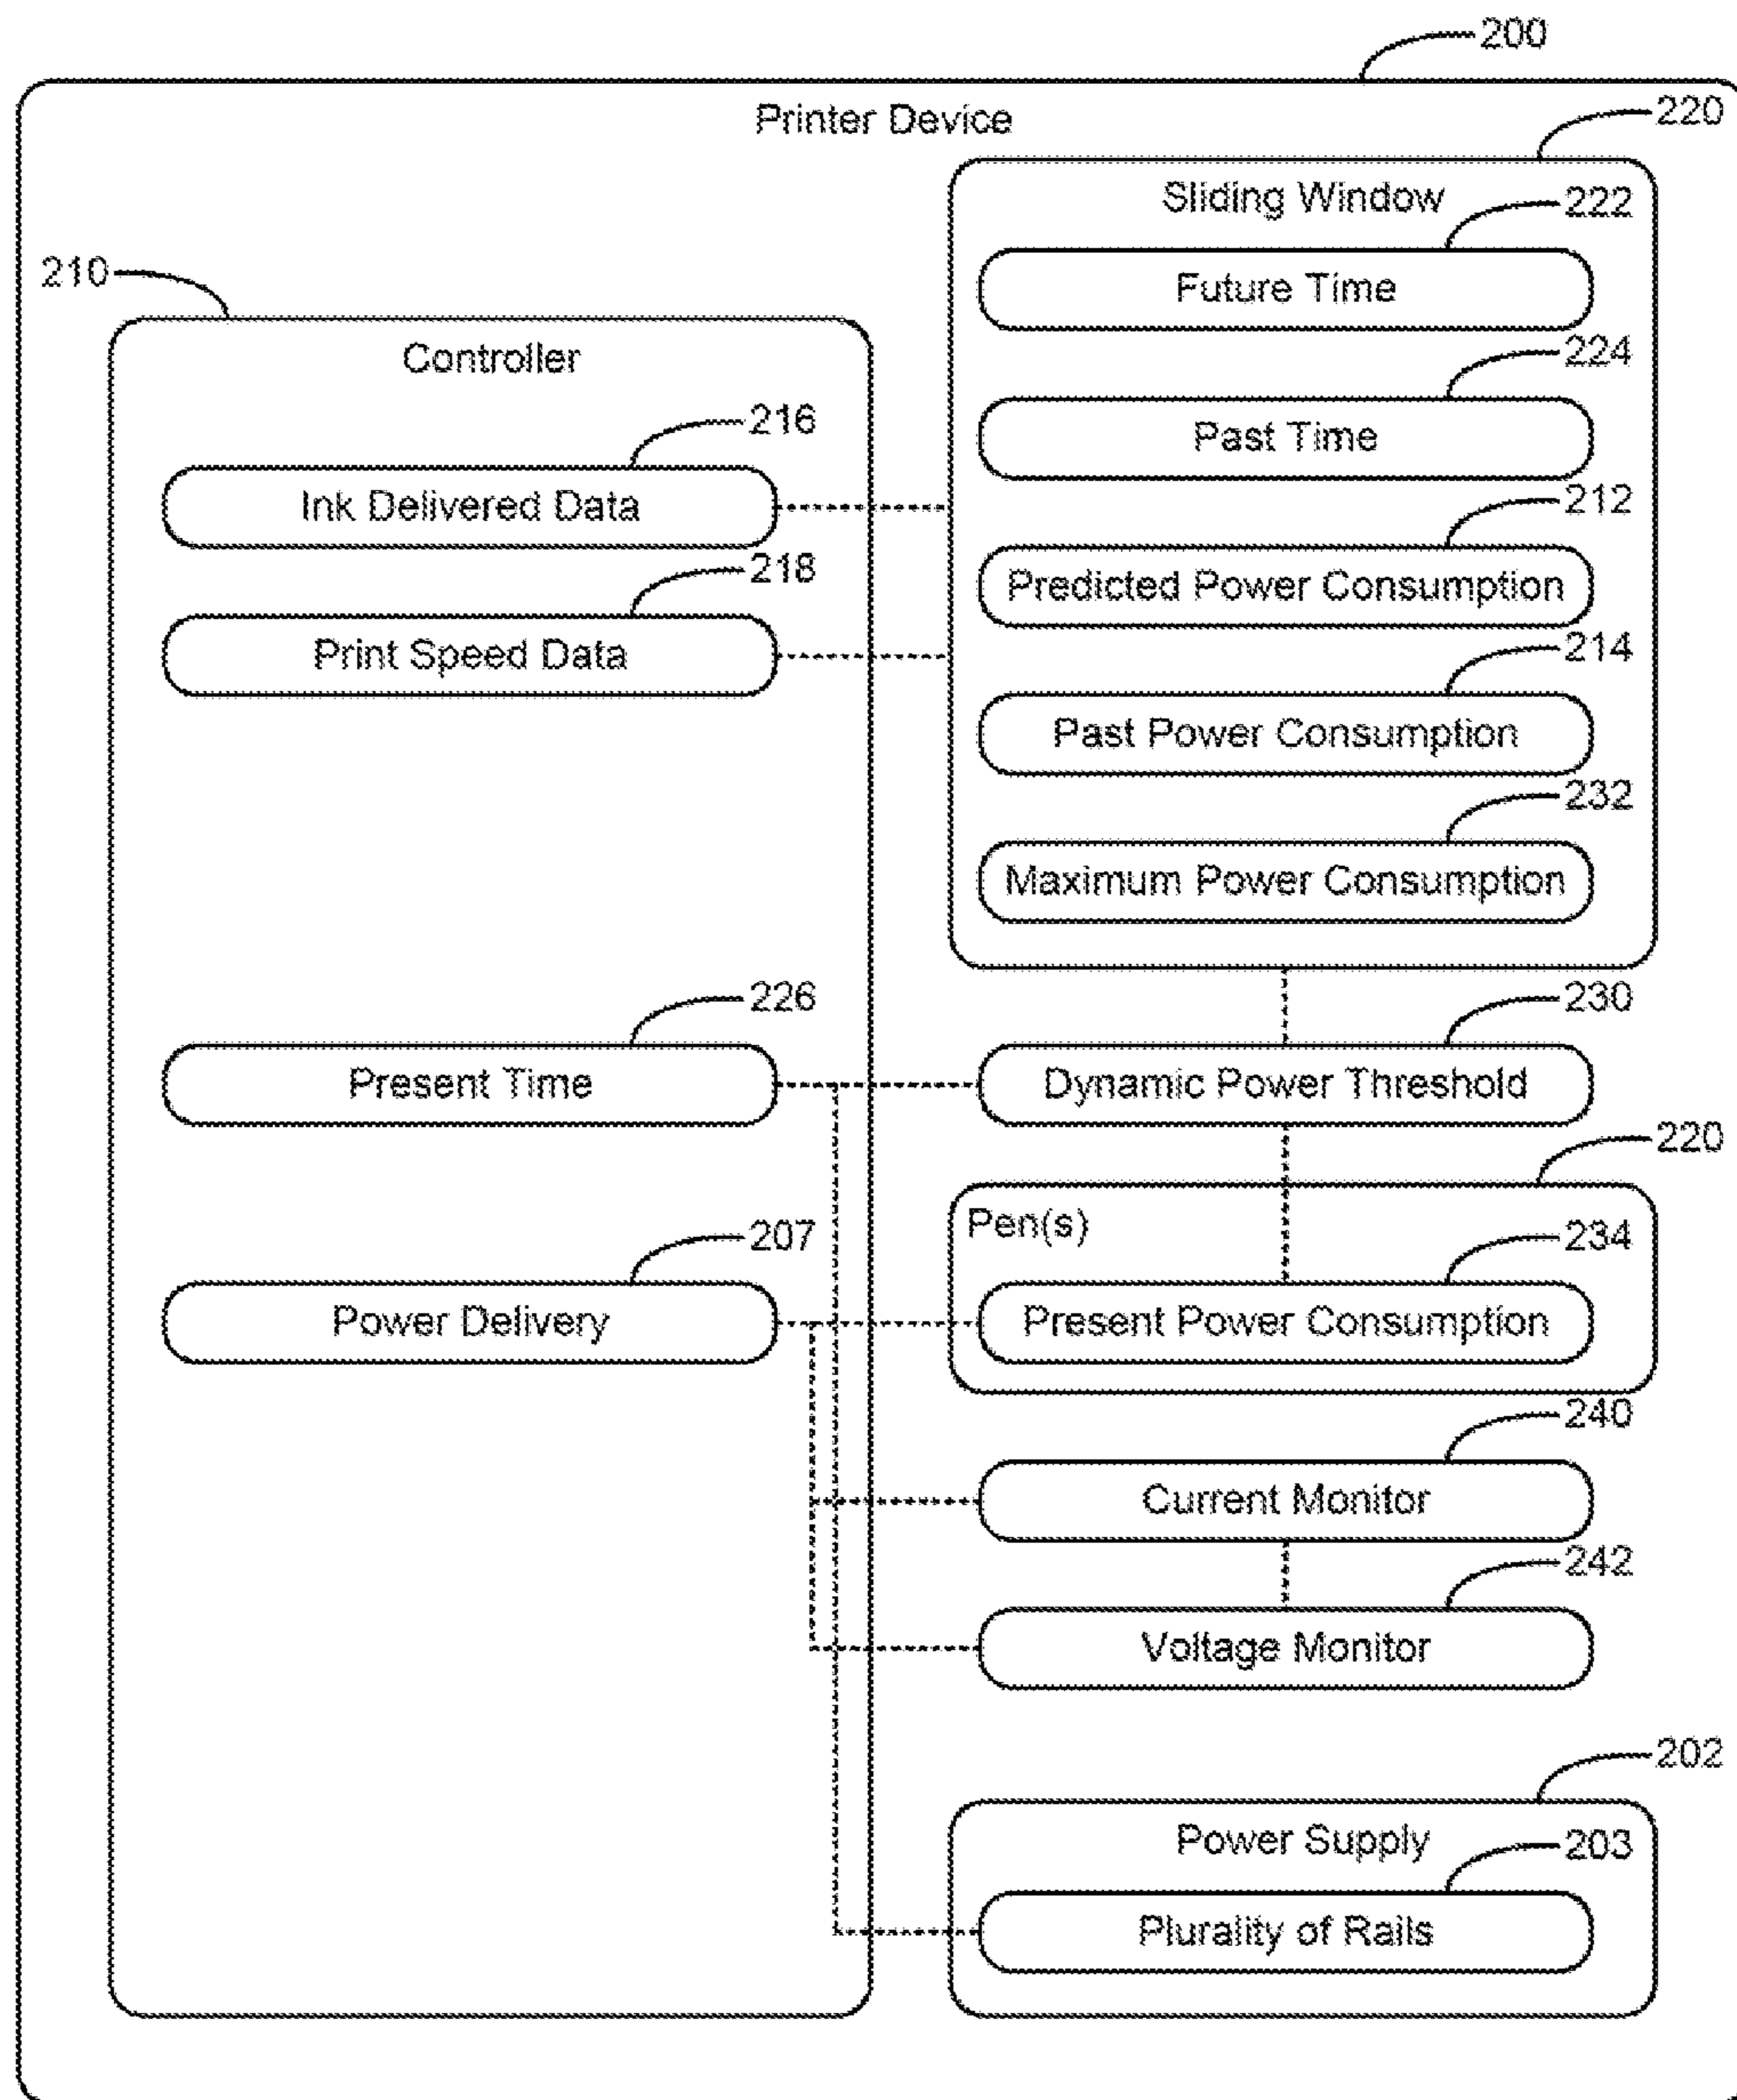 200
Printer Device
220
Sliding Window
222
Future Time
210
Controller
224
Past Time
216
Ink Delivered Data
212
Predicted Power Consumption
218
Print Speed Data
214
Past Power Consumption
232
Maximum Power Consumption
226
Present Time
230
Dynamic Power Threshold
220
Pen(s)
207
Power Delivery
234
Present Power Consumption
240
Current Monitor
242
Voltage Monitor
202
Power Supply
203
Plurality of Rails